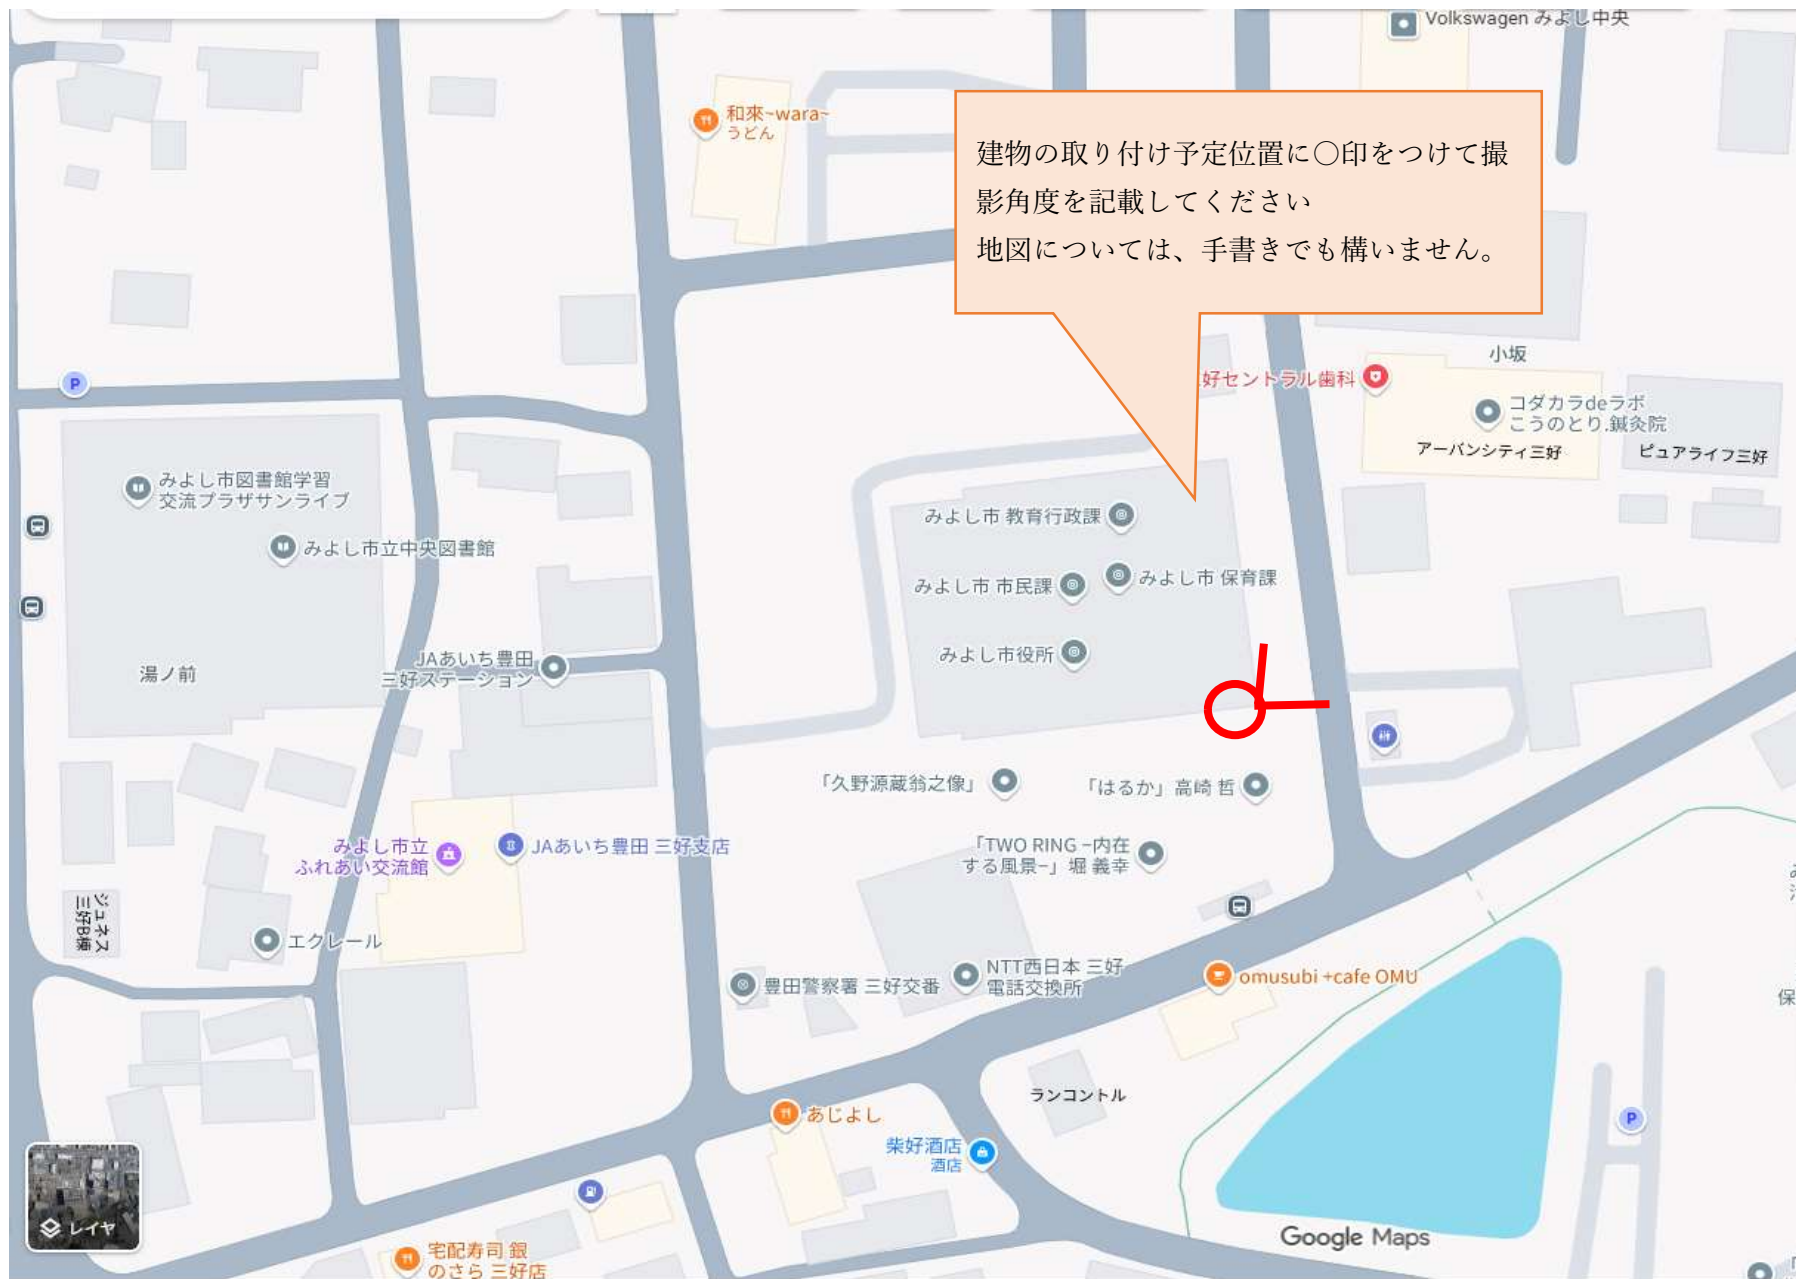 Volkswagen みよし中央
和來~wara~
うどん
建物の取り付け予定位置に○印をつけて撮
影角度を記載してください
地図については、手書きでも構いません。
小坂
好セントラル歯科
コダカラdeラボ
こうのとり.鍼灸院
アーバンシティ三好
ピュアライフ三好
P
みよし市図書館学習
交流プラザサンライブ
みよし市立中央図書館
みよし市 教育行政課
みよし市 市民課
みよし市 保育課
みよし市役所
湯ノ前
JAあいち豊田
三好ステーション
「久野源蔵翁之像」
「はるか」高崎 哲
「TWO RING −内在
する風景−」堀 義幸
みよし市立
ふれあい交流館
JAあいち豊田 三好支店
ジュネス
三好B棟
エクレール
豊田警察署 三好交番
NTT西日本 三好
電話交換所
omusubi +cafe OMU
保
ランコントル
あじよし
柴好酒店
酒店
P
レイヤ
宅配寿司 銀
のさら 三好店
Google Maps